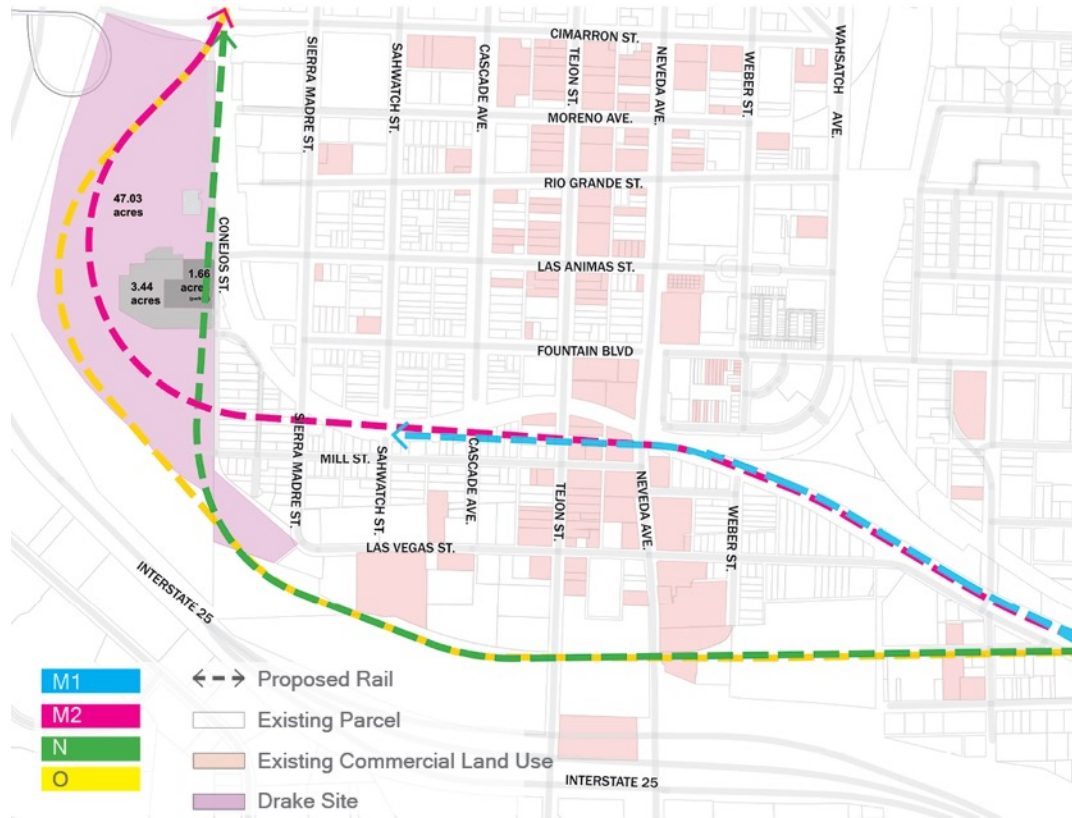 CIMARRON ST.
SIERRA MADRE ST.
SAHWATCH ST.
CASCADE AVE.
TEJON ST.
NEVEDA AVE.
WEBER ST.
WAHSATCH AVE.
MORENO AVE.
RIO GRANDE ST.
47.03
acres
CONEJOS ST.
LAS ANIMAS ST.
1.66
acre
3.44
acres
FOUNTAIN BLVD
SIERRA MADRE ST.
MILL ST.
SAHWATCH ST.
CASCADE AVE.
TEJON ST.
NEVEDA AVE.
WEBER ST.
LAS VEGAS ST.
INTERSTATE 25
M1
M2
N
O
Proposed Rail
Existing Parcel
Existing Commercial Land Use
Drake Site
INTERSTATE 25